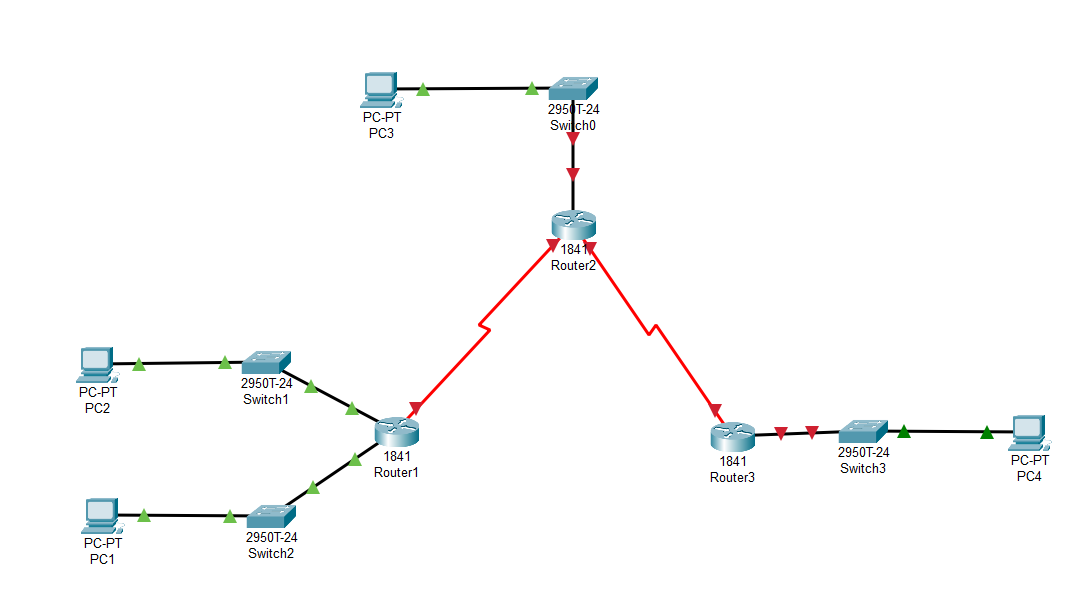 PC-PT
PC3
2950T-24
Switch0
1841
Router2
PC-PT
PC2
2950T-24
Switch1
1841
Router1
PC-PT
PC1
2950T-24
Switch2
1841
Router3
2950T-24
Switch3
PC-PT
PC4